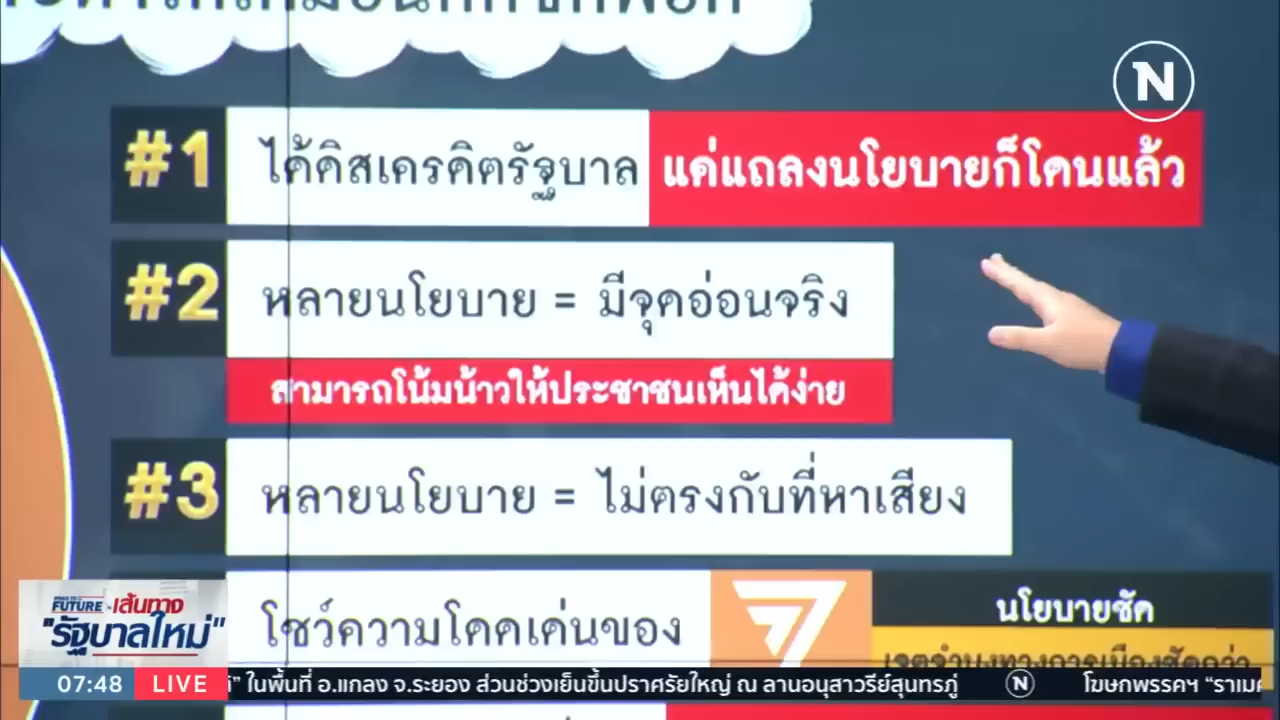 N
#1 ได้ดิสเครดิตรัฐบาล แค่แถลงนโยบายก็โดนแล้ว
#2 หลายนโยบาย = มีจุดอ่อนจริง
สามารถโน้มน้าวให้ประชาชนเห็นได้ง่าย
#3 หลายนโยบาย = ไม่ตรงกับที่หาเสียง
โชว์ความโดดเด่นของ
นโยบายชัด
FUTURE เส้นทาง
"รัฐบาลใหม่"
07:48 LIVE ในพื้นที่ อ.แกลง จ.ระยอง ส่วนช่วงเย็นขึ้นปราศรัยใหญ่ ณ ลานอนุสาวรีย์สุนทรภู่ N โฆษกพรรคฯ